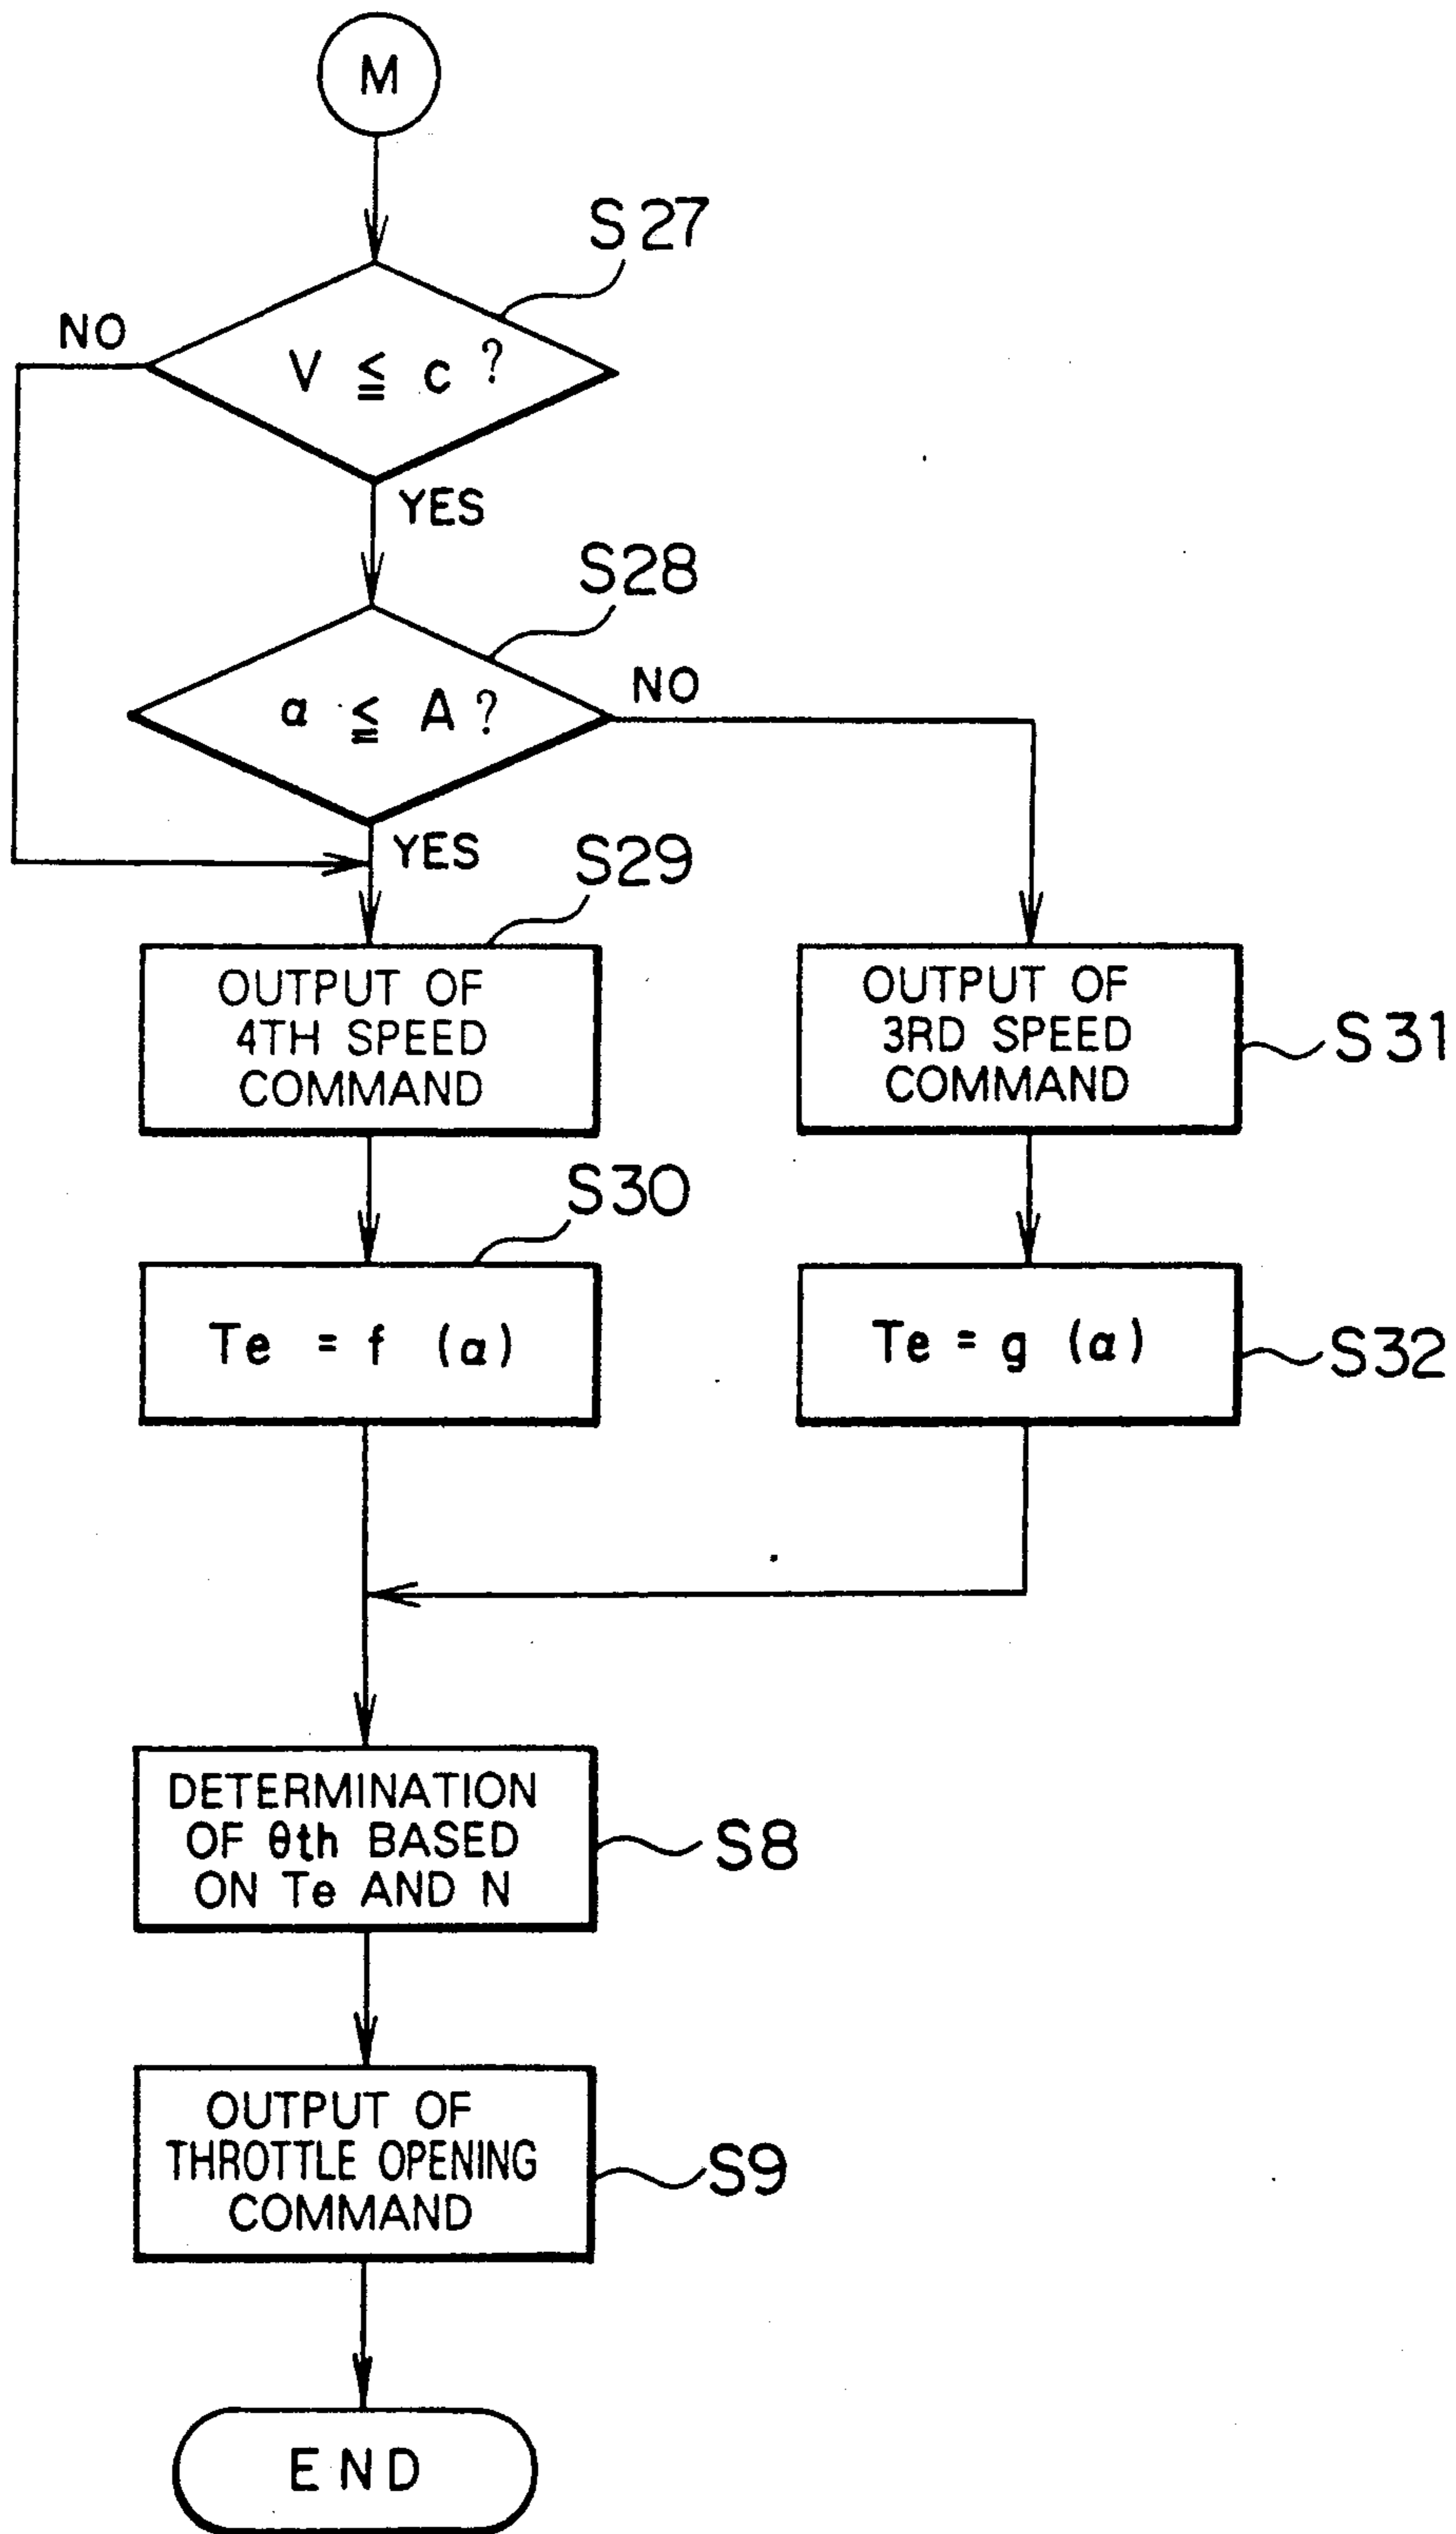 M
S27
NO
V ≦ c ?
YES
S28
α ≦ A ?
NO
YES
S29
OUTPUT OF
4TH SPEED
COMMAND
OUTPUT OF
3RD SPEED
COMMAND
S31
S30
Te = f (α)
Te = g (α)
S32
DETERMINATION
OF θth BASED
ON Te AND N
S8
OUTPUT OF
THROTTLE OPENING
COMMAND
S9
END